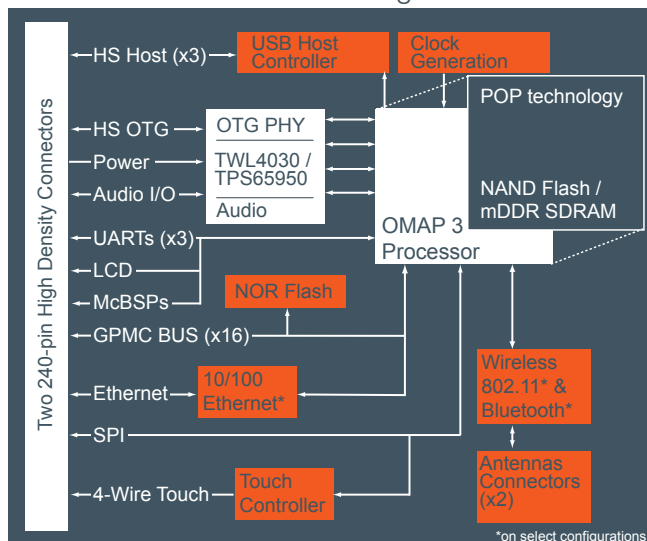 HS Host (x3)
USB Host
Controller
Clock
Generation
POP technology
NAND Flash /
mDDR SDRAM
HS OTG
OTG PHY
Power
TWL4030 /
TPS65950
Audio I/O
Audio
OMAP 3
Processor
UARTs (x3)
LCD
McBSPs
NOR Flash
GPMC BUS (x16)
Ethernet
10/100
Ethernet*
Wireless
802.11* &
Bluetooth*
SPI
Antennas
Connectors
(x2)
4-Wire Touch
Touch
Controller
Two 240-pin High Density Connectors
*on select configurations